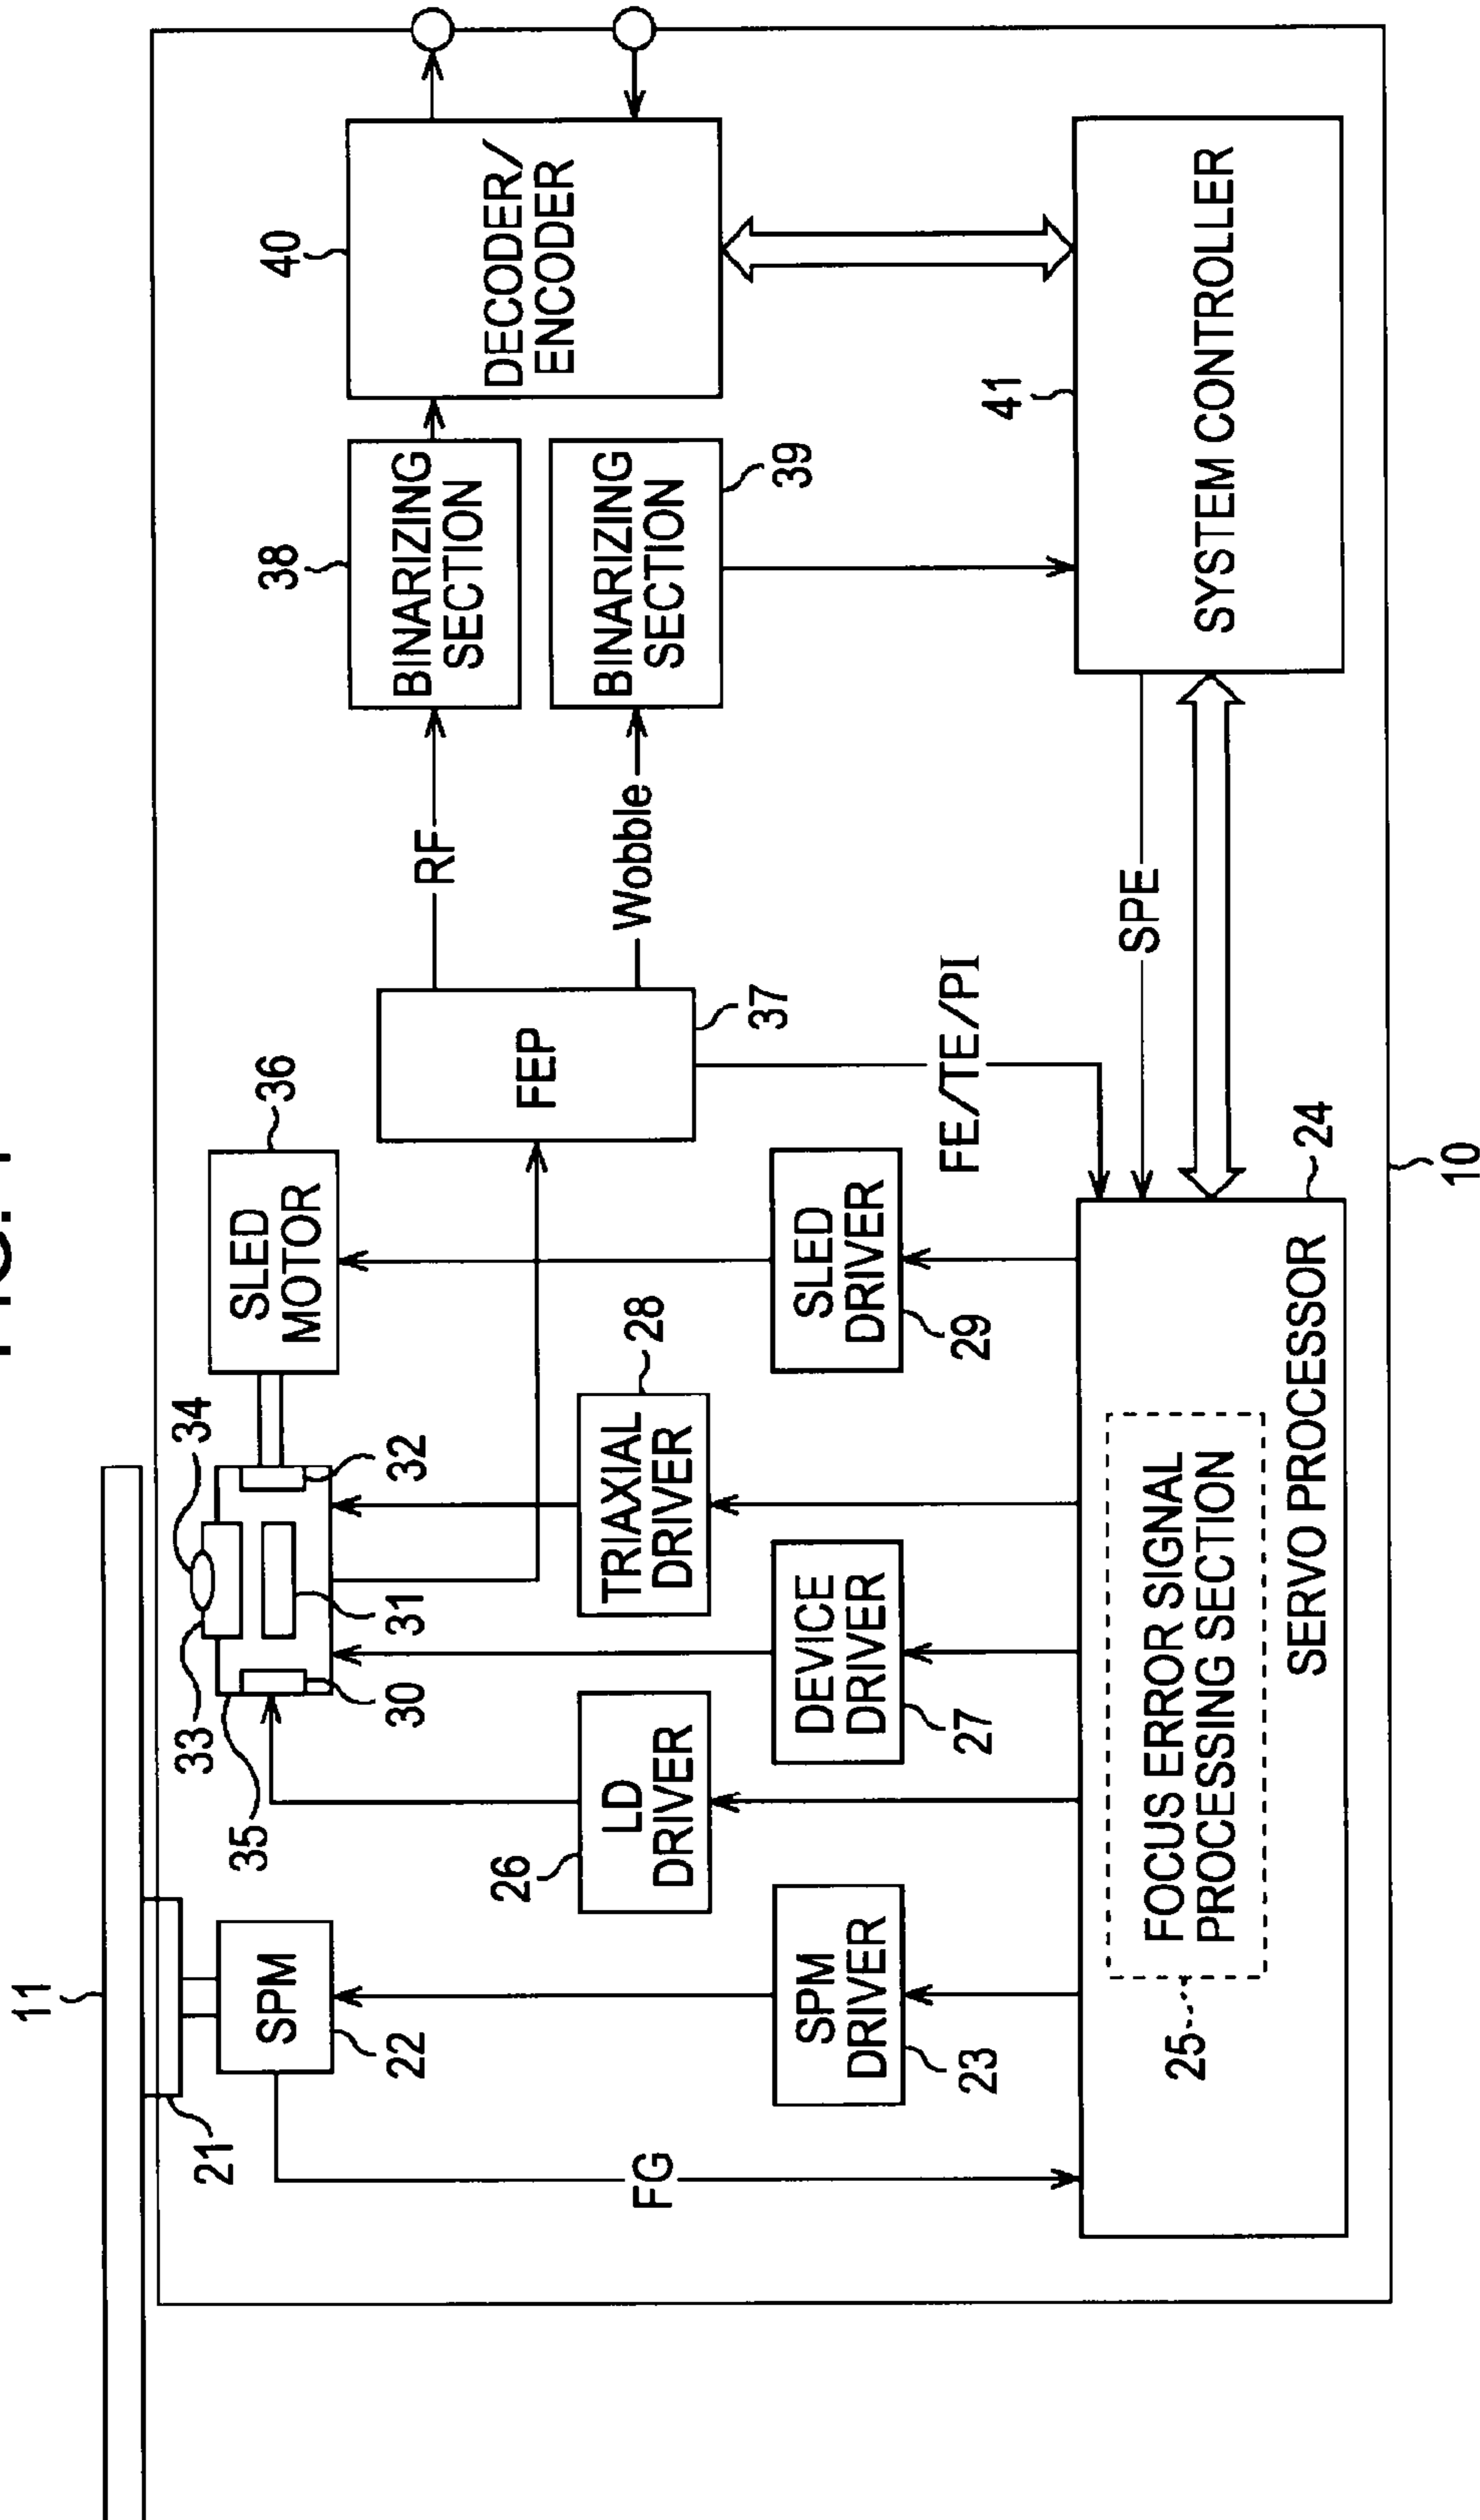 11
34
36
33
35
21
SPM
22
30
31
32
SLED
MOTOR
38
40
RF
BINARIZING
SECTION
DECODER/
ENCODER
26
LD
DRIVER
TRIAXIAL
DRIVER
28
FEP
37
Wobble
BINARIZING
SECTION
39
FG
SPM
DRIVER
23
DEVICE
DRIVER
27
SLED
DRIVER
29
FE/TE/PI
41
SPE
25
FOCUS ERROR SIGNAL
PROCESSING SECTION
SERVO PROCESSOR
24
SYSTEM CONTROLLER
10